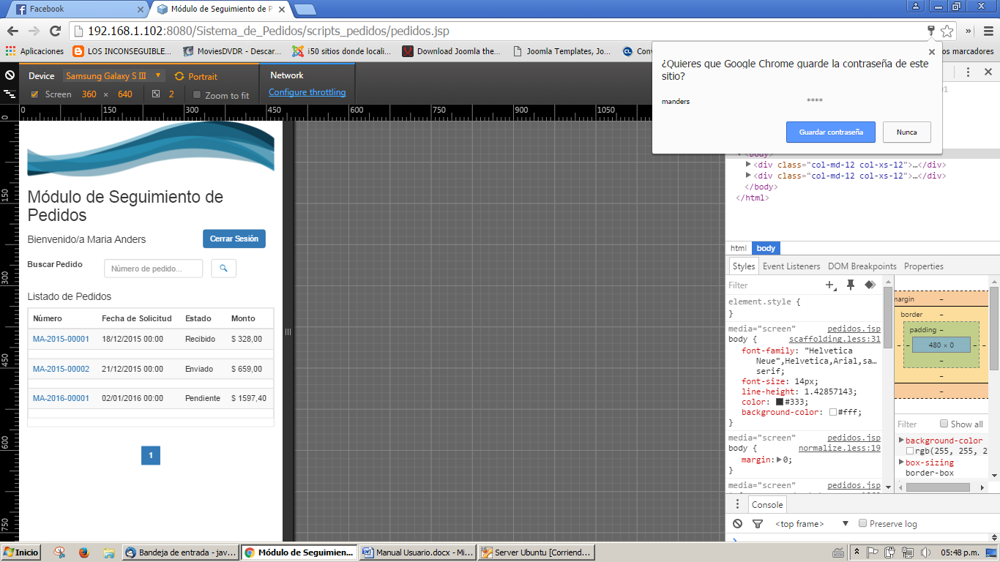 Facebook
Módulo de Seguimiento de P
192.168.1.102:8080/Sistema_de_Pedidos/scripts_pedidos/pedidos.jsp
Aplicaciones
LOS INCONSEGUIBLE...
MoviesDVDR - Descar...
i50 sitios donde locali...
Download Joomla the...
Joomla Templates, Jo...
Conv
os marcadores
¿Quieres que Google Chrome guarde la contraseña de este
sitio?
manders ****
Guardar contraseña
Nunca
Device Samsung Galaxy S III ▼ Portrait
Screen 360 × 640 2 Zoom to fit
Network
Configure throttling
0 150 300 450 600 750 900 1050
0
150
300
450
600
750
Módulo de Seguimiento de
Pedidos
Bienvenido/a Maria Anders
Cerrar Sesión
Buscar Pedido
Número de pedido...
Listado de Pedidos
Número Fecha de Solicitud Estado Monto
MA-2015-00001 18/12/2015 00:00 Recibido $ 328,00
MA-2015-00002 21/12/2015 00:00 Enviado $ 659,00
MA-2016-00001 02/01/2016 00:00 Pendiente $ 1597,40
1
<body>
<div class="col-md-12 col-xs-12">…</div>
<div class="col-md-12 col-xs-12">…</div>
</body>
</html>
html body
Styles Event Listeners DOM Breakpoints Properties
Filter
element.style {
}
media="screen" pedidos.jsp
body { scaffolding.less:31
font-family: "Helvetica
Neue",Helvetica,Arial,sa…
serif;
font-size: 14px;
line-height: 1.42857143;
color: #333;
background-color: #fff;
}
media="screen" pedidos.jsp
body { normalize.less:19
margin: 0;
}
media="screen" pedidos.jsp
margin –
border –
padding –
– – 480 × 0 – –
–
–
–
Filter Show all
background-color
rgb(255, 255, 2
box-sizing
border-box
Console
<top frame> ▼ Preserve log
Inicio
Bandeja de entrada - jav...
Módulo de Seguimien...
Manual Usuario.docx - Mi...
Server Ubuntu [Corriend...
05:48 p.m.